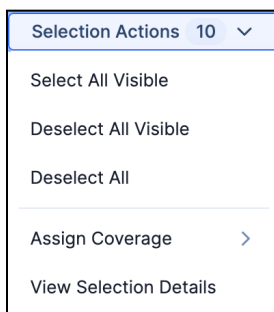 Selection Actions 10
Select All Visible
Deselect All Visible
Deselect All
Assign Coverage
View Selection Details